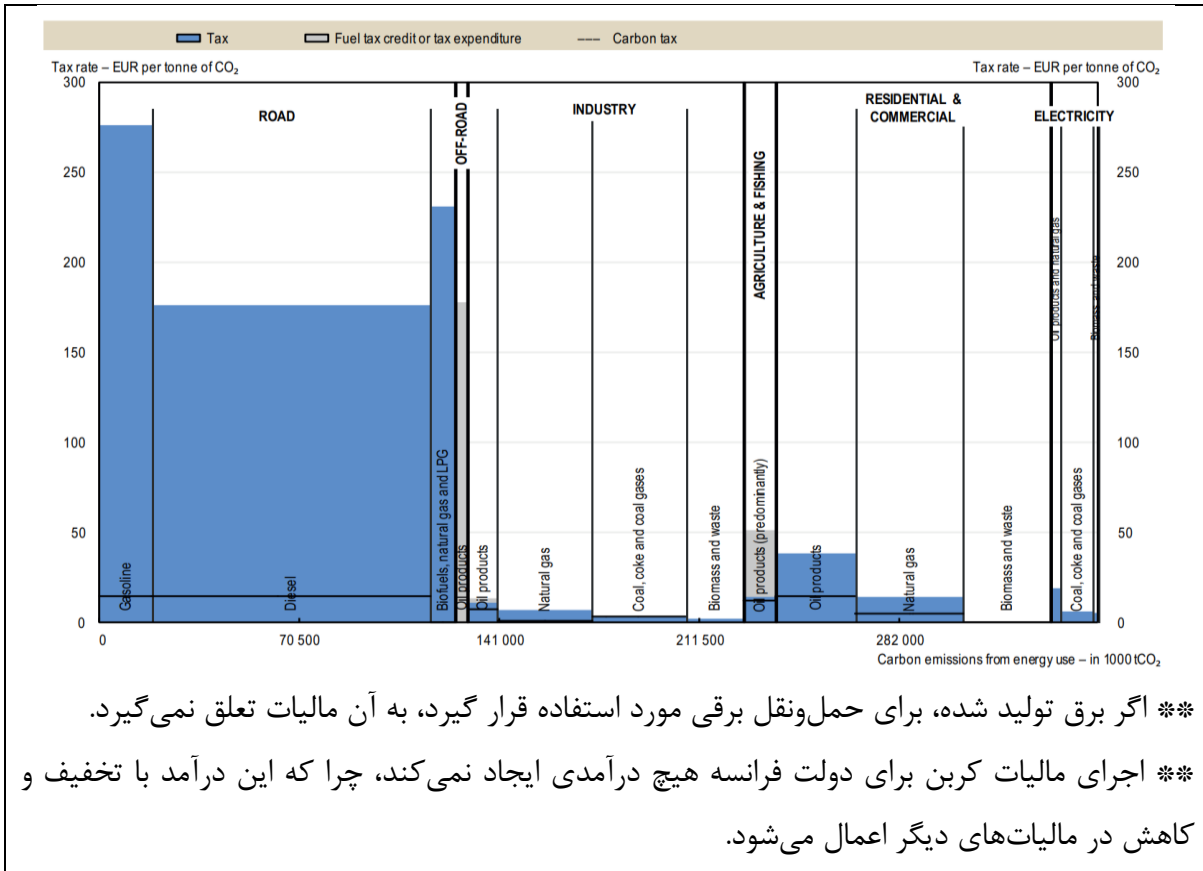 Tax Fuel tax credit or tax expenditure Carbon tax
Tax rate – EUR per tonne of CO₂ Tax rate – EUR per tonne of CO₂
300 300
ROAD
OFF-ROAD
INDUSTRY
AGRICULTURE & FISHING
RESIDENTIAL &
COMMERCIAL
ELECTRICITY
250 250
200 200
150 150
100 100
50 50
0 0
Gasoline
Diesel
Biofuels, natural gas and LPG
Oil products
Oil products
Natural gas
Coal, coke and coal gases
Biomass and waste
Oil products (predominantly)
Oil products
Natural gas
Biomass and waste
Oil products and natural gas
Coal, coke and coal gases
Biomass and waste
0 70 500 141 000 211 500 282 000
Carbon emissions from energy use – in 1000 tCO₂
** اگر برق تولید شده، برای حمل‌ونقل برقی مورد استفاده قرار گیرد، به آن مالیات تعلق نمی‌گیرد.
** اجرای مالیات کربن برای دولت فرانسه هیچ درآمدی ایجاد نمی‌کند، چرا که این درآمد با تخفیف و
کاهش در مالیات‌های دیگر اعمال می‌شود.